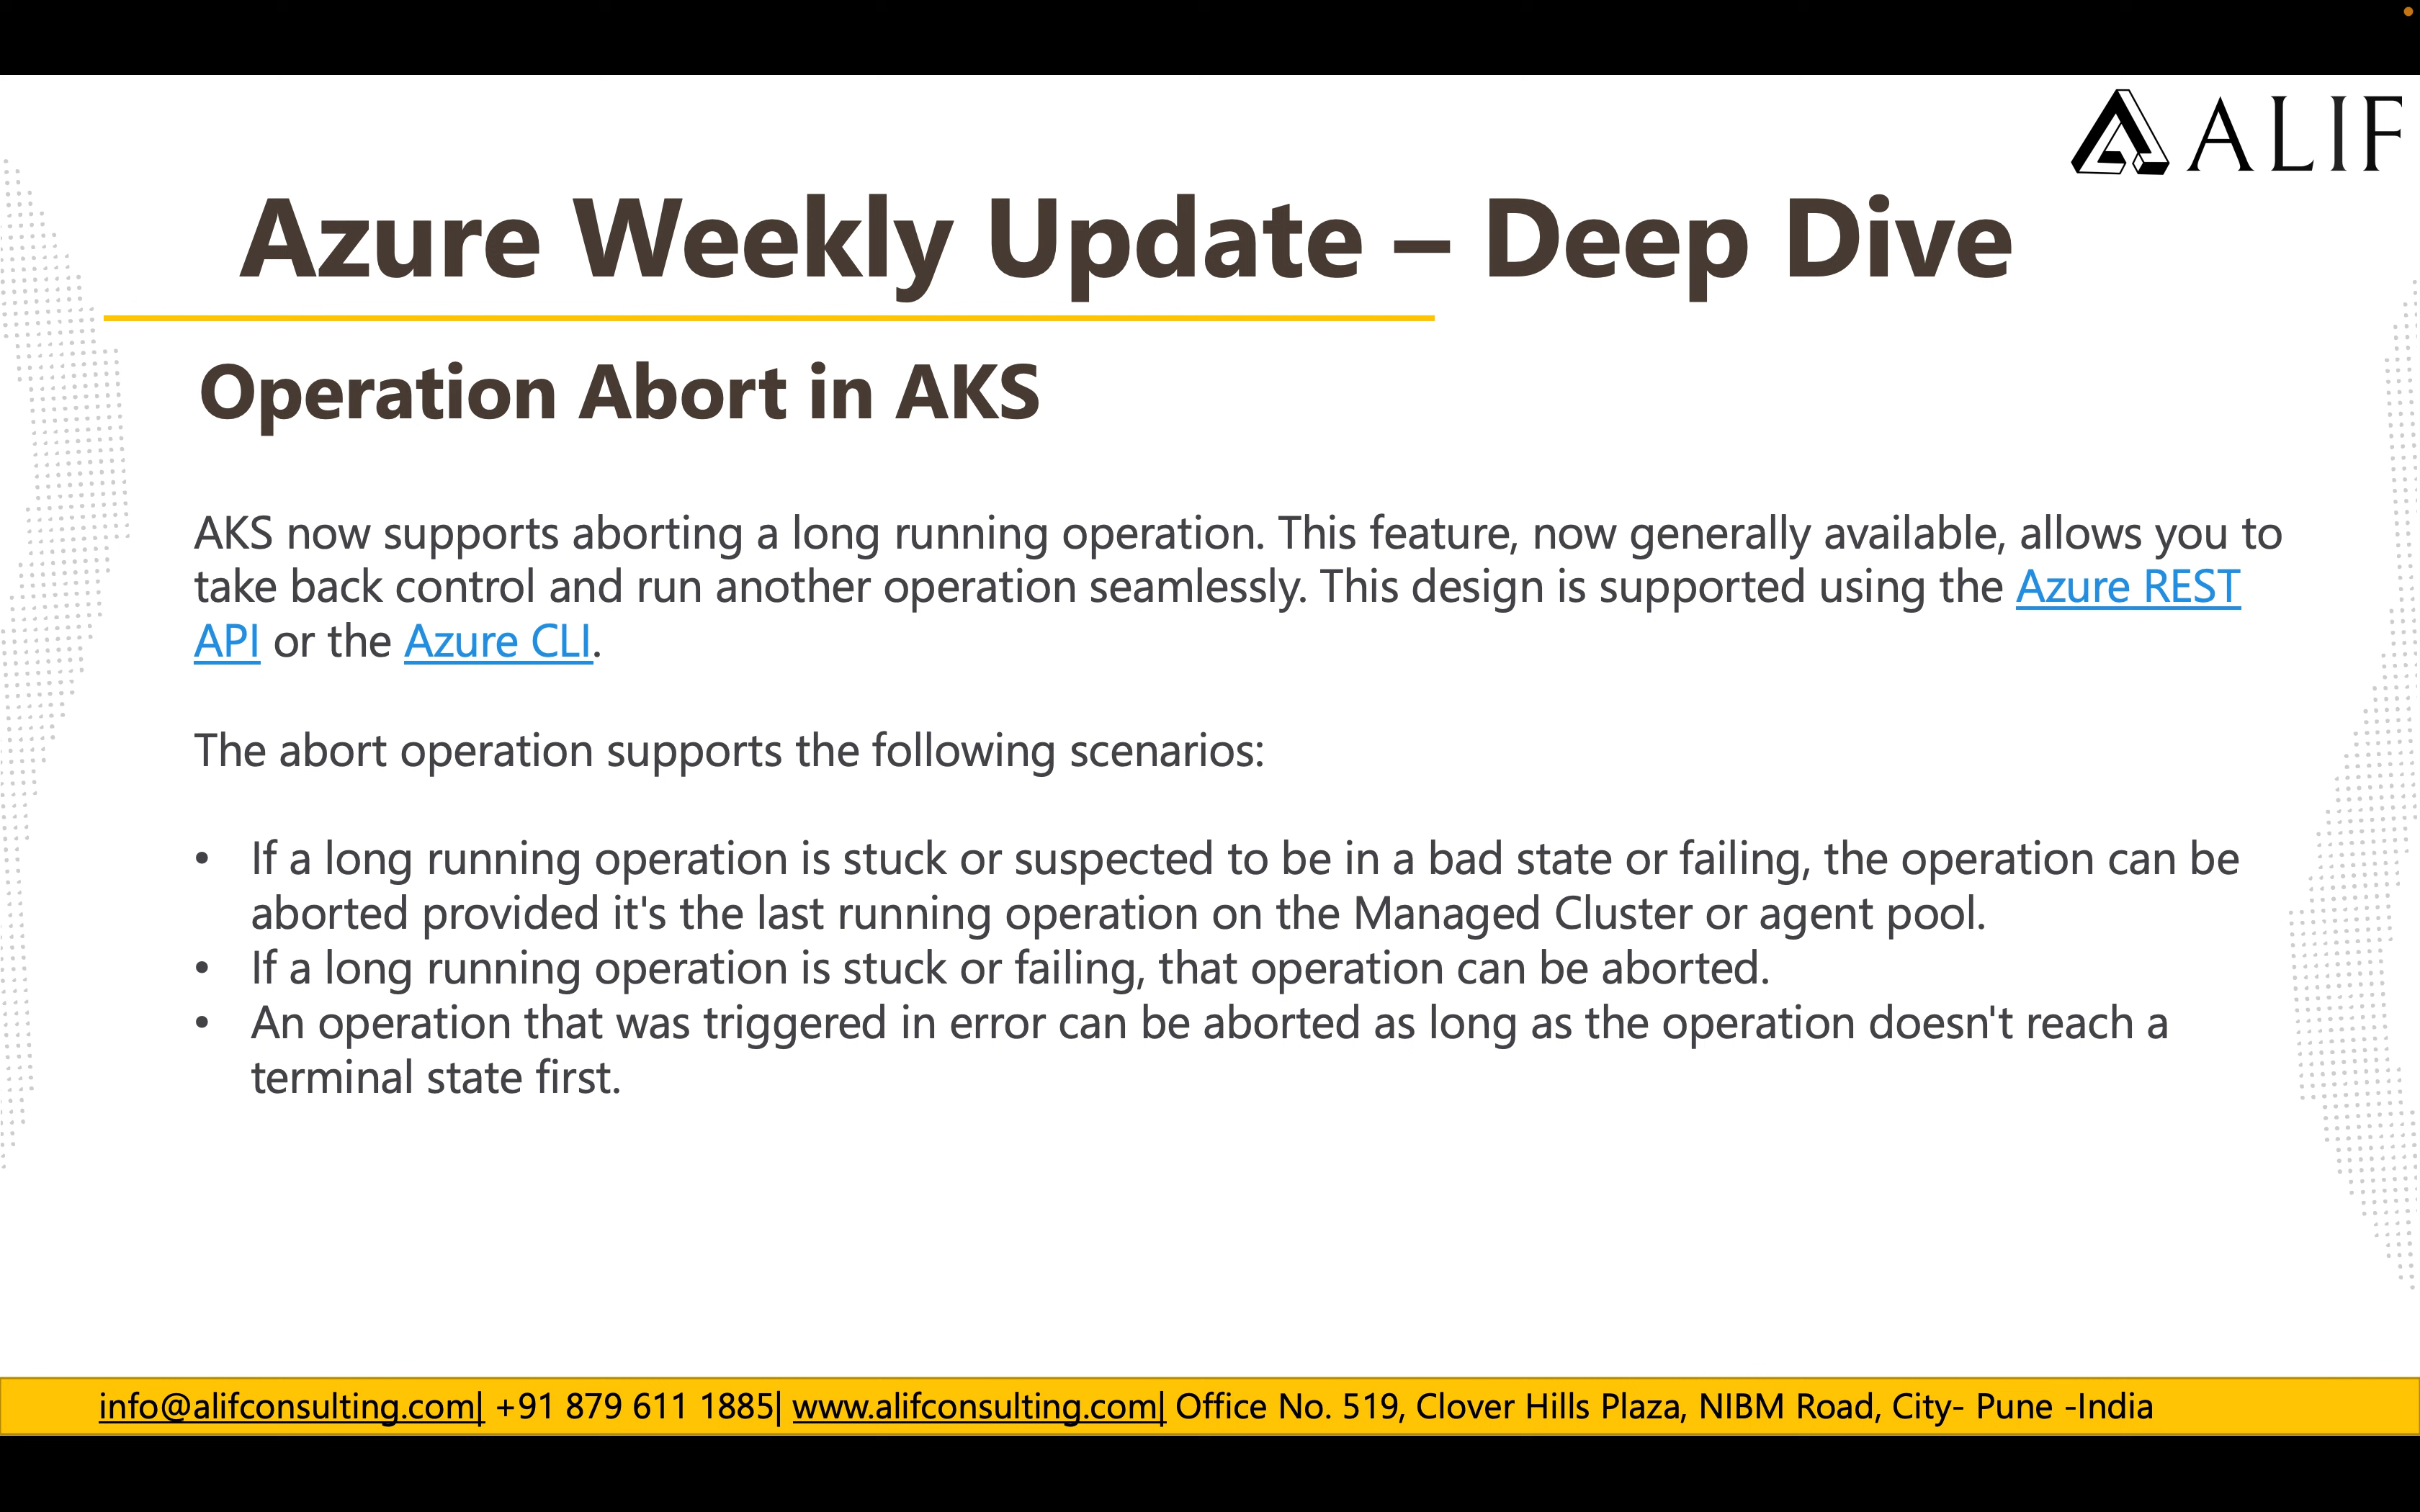 ALIF
Azure Weekly Update – Deep Dive
Operation Abort in AKS
AKS now supports aborting a long running operation. This feature, now generally available, allows you to
take back control and run another operation seamlessly. This design is supported using the Azure REST
API or the Azure CLI.
The abort operation supports the following scenarios:
• If a long running operation is stuck or suspected to be in a bad state or failing, the operation can be
aborted provided it's the last running operation on the Managed Cluster or agent pool.
• If a long running operation is stuck or failing, that operation can be aborted.
• An operation that was triggered in error can be aborted as long as the operation doesn't reach a
terminal state first.
info@alifconsulting.com| +91 879 611 1885| www.alifconsulting.com| Office No. 519, Clover Hills Plaza, NIBM Road, City- Pune -India